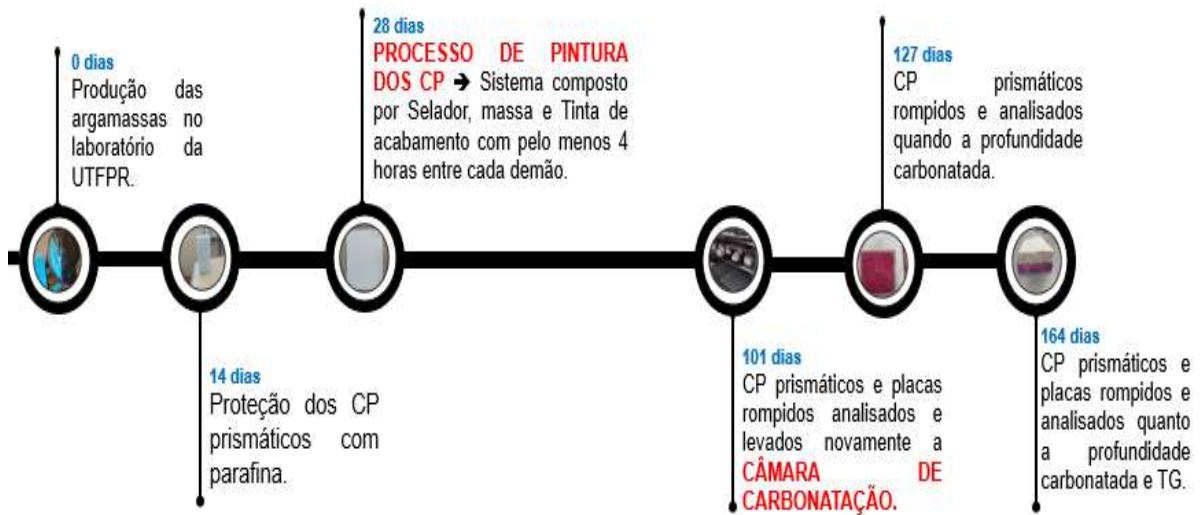 0 dias
Produção das
argamassas no
laboratório da
UTFPR.
14 dias
Proteção dos CP
prismáticos com
parafina.
28 dias
PROCESSO DE PINTURA
DOS CP ➔ Sistema composto
por Selador, massa e Tinta de
acabamento com pelo menos 4
horas entre cada demão.
101 dias
CP prismáticos e placas
rompidos analisados e
levados novamente a
CÂMARA DE
CARBONATAÇÃO.
127 dias
CP prismáticos
rompidos e analisados
quando a profundidade
carbonatada.
164 dias
CP prismáticos e
placas rompidos e
analisados quanto
a profundidade
carbonatada e TG.